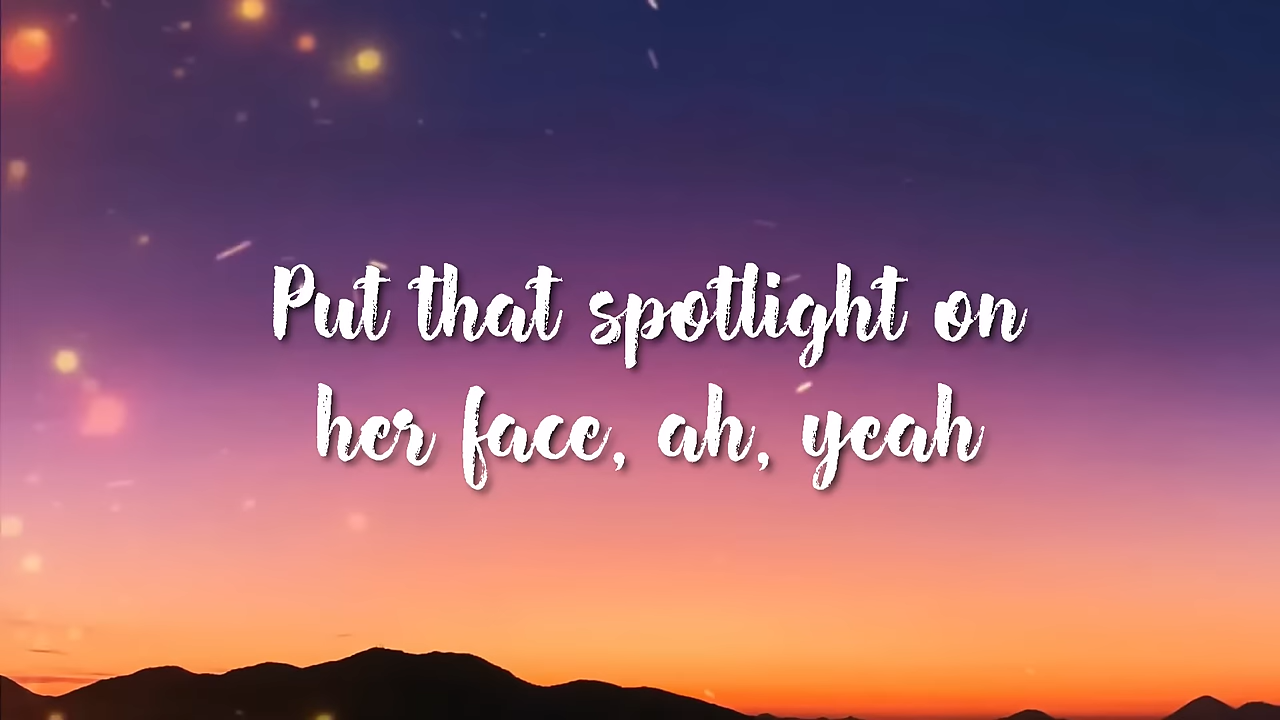 Put that spotlight on
her face, ah, yeah